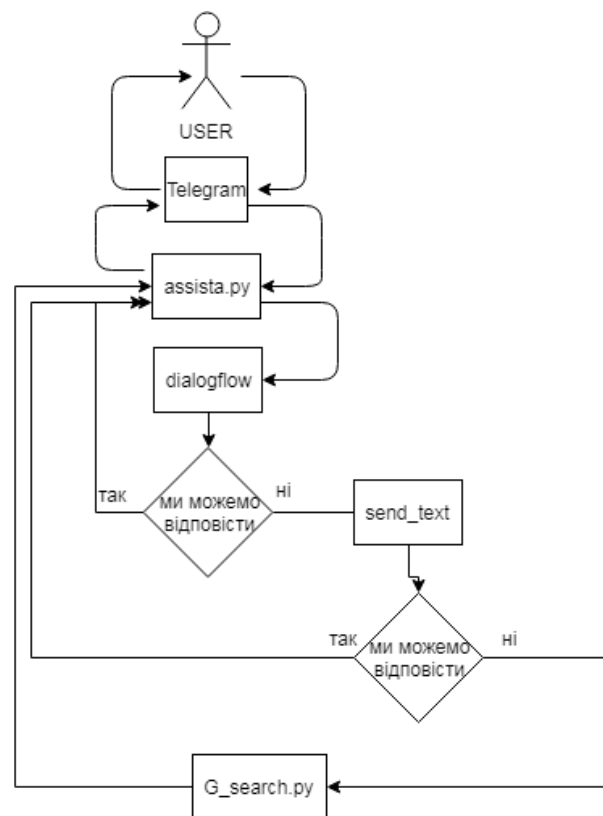 USER
Telegram
assista.py
dialogflow
так
ми можемо
відповісти
ні
send_text
так
ми можемо
відповісти
ні
G_search.py